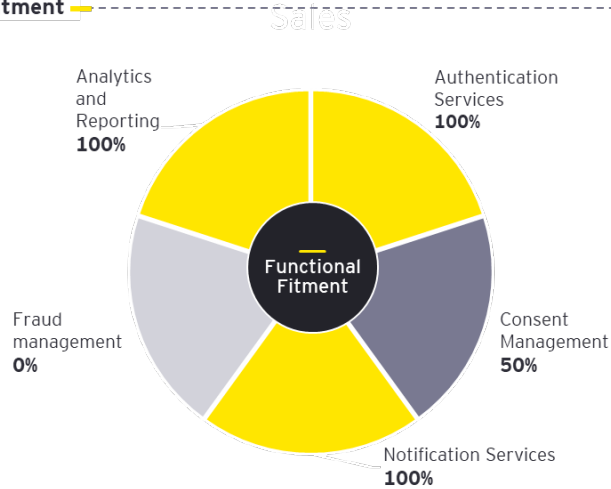 tment
Sales
Analytics
and
Reporting
100%
Authentication
Services
100%
Functional
Fitment
Fraud
management
0%
Consent
Management
50%
Notification Services
100%